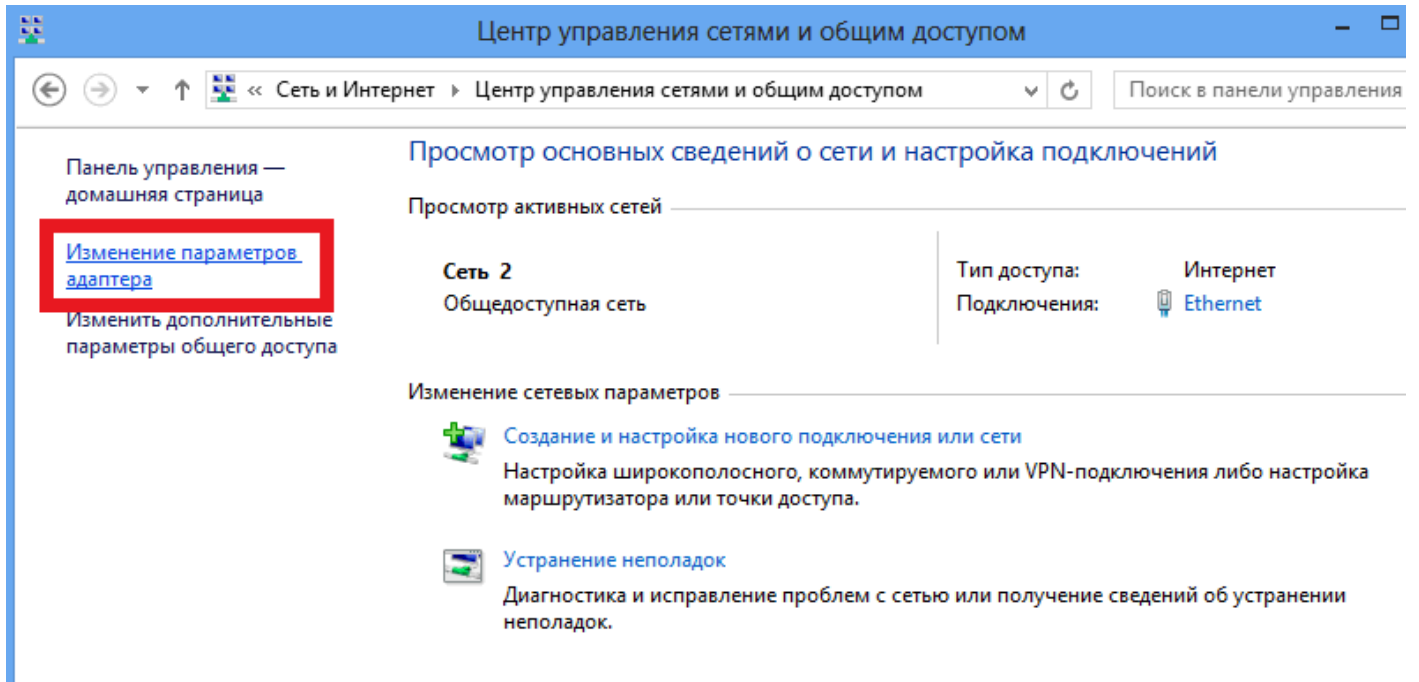 Центр управления сетями и общим доступом
« Сеть и Интернет Центр управления сетями и общим доступом
Поиск в панели управления
Панель управления —
домашняя страница
Изменение параметров
адаптера
Изменить дополнительные
параметры общего доступа
Просмотр основных сведений о сети и настройка подключений
Просмотр активных сетей
Сеть 2
Общедоступная сеть
Тип доступа: Интернет
Подключения: Ethernet
Изменение сетевых параметров
Создание и настройка нового подключения или сети
Настройка широкополосного, коммутируемого или VPN-подключения либо настройка
маршрутизатора или точки доступа.
Устранение неполадок
Диагностика и исправление проблем с сетью или получение сведений об устранении
неполадок.